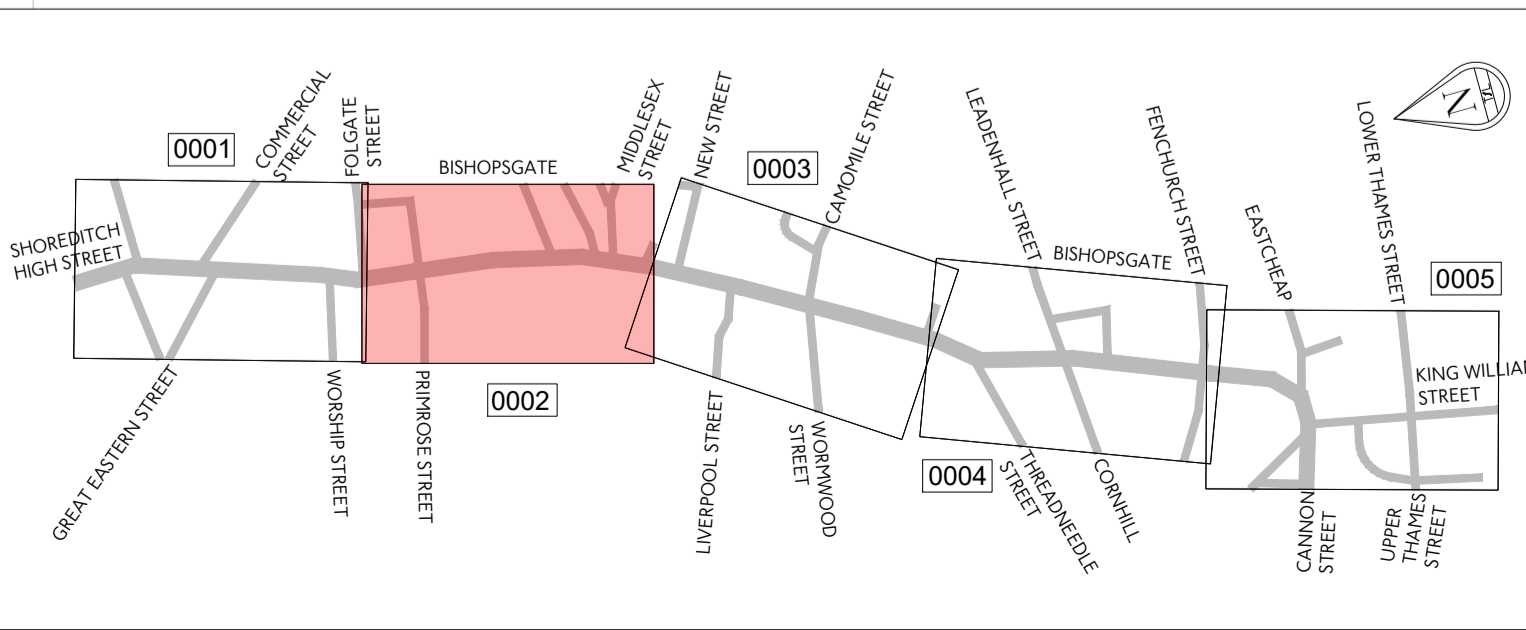 0001
COMMERCIAL
STREET
FOLGATE
STREET
BISHOPSGATE
MIDDLESEX
STREET
NEW STREET
0003
CAMOMILE STREET
LEADENHALL STREET
BISHOPSGATE
FENCHURCH STREET
EASTCHEAP
LOWER THAMES STREET
0005
N
SHOREDITCH
HIGH STREET
KING WILLIA
STREET
GREAT EASTERN STREET
WORSHIP STREET
PRIMROSE STREET
0002
LIVERPOOL STREET
WORMWOOD
STREET
0004
THREADNEEDLE
STREET
CORNHILL
CANNON
STREET
UPPER
THAMES
STREET